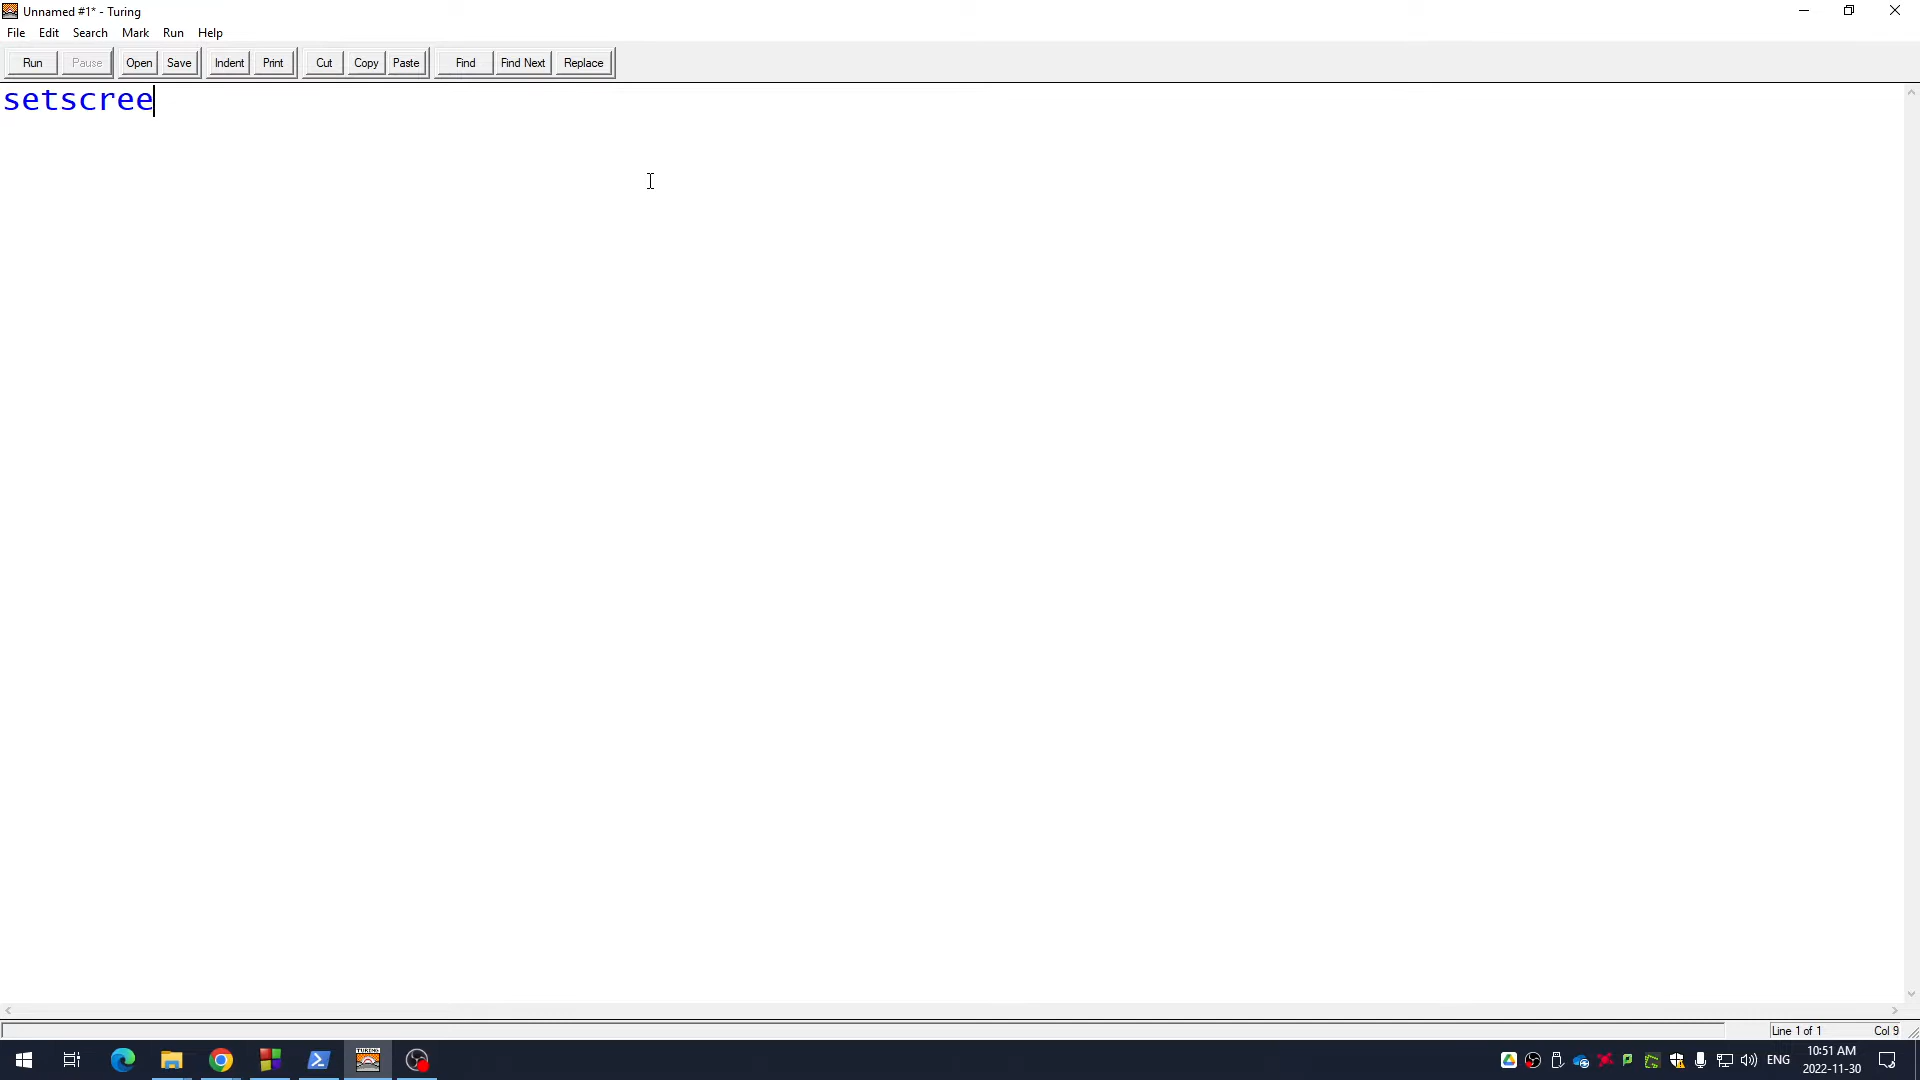 Unnamed #1* - Turing
File Edit Search Mark Run Help
Run Pause Open Save Indent Print Cut Copy Paste Find Find Next Replace
setscree
Line 1 of 1 Col 9
TURING
ENG
10:51 AM
2022-11-30